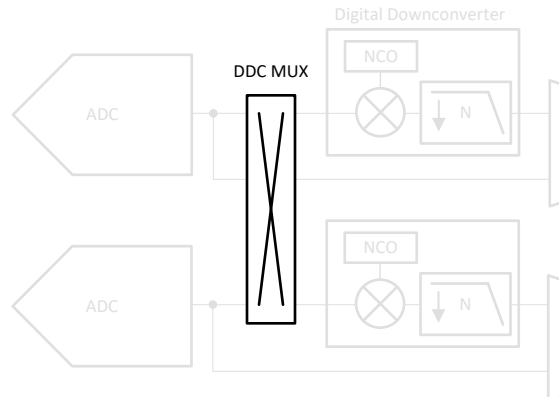 Digital Downconverter
NCO
DDC MUX
ADC
N
NCO
ADC
N